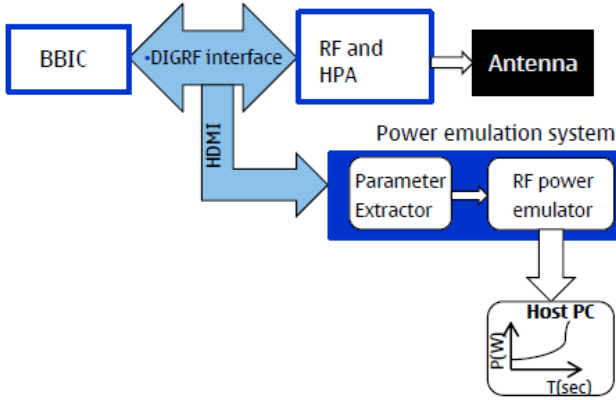 BBIC
•DIGRF interface
RF and
HPA
Antenna
HDMI
Power emulation system
Parameter
Extractor
RF power
emulator
Host PC
P(W)
T(sec)